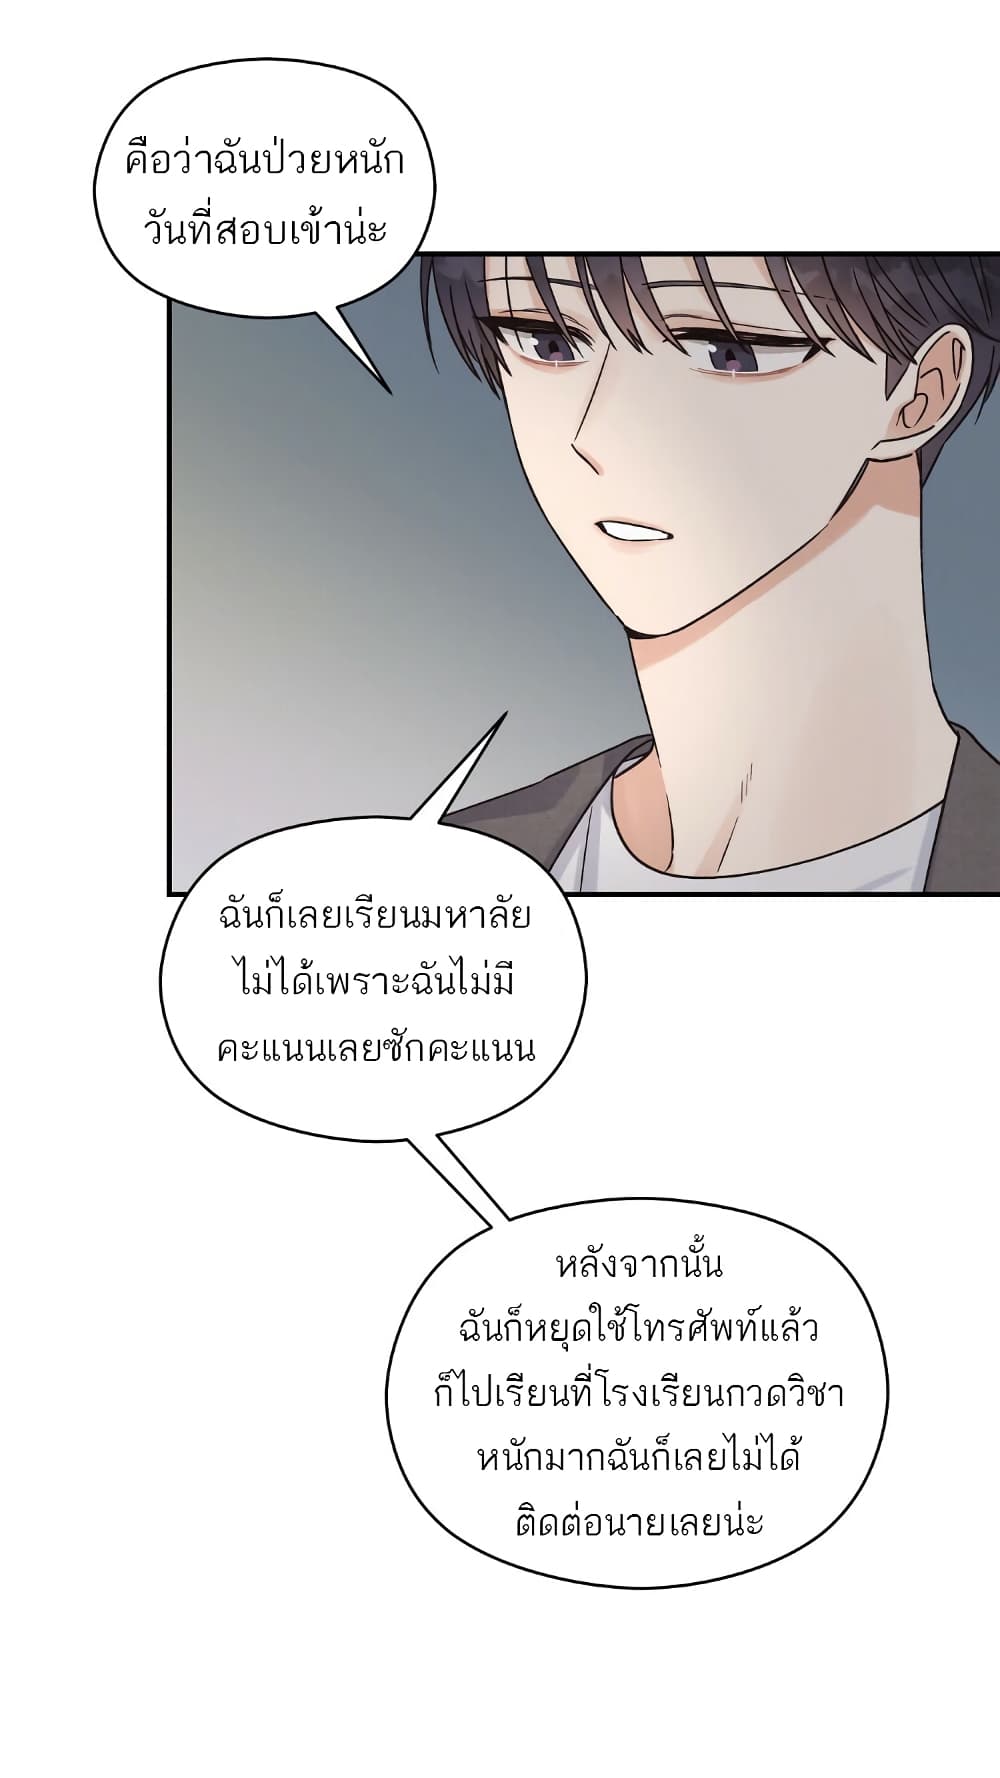 คือว่าฉันป่วยหนัก
วันที่สอบเข้าน่ะ
ฉันก็เลยเรียนมหาลัย
ไม่ได้เพราะฉันไม่มี
คะแนนเลยซักคะแนน
หลังจากนั้น
ฉันก็หยุดใช้โทรศัพท์แล้ว
ก็ไปเรียนที่โรงเรียนกวดวิชา
หนักมากฉันก็เลยไม่ได้
ติดต่อนายเลยน่ะ